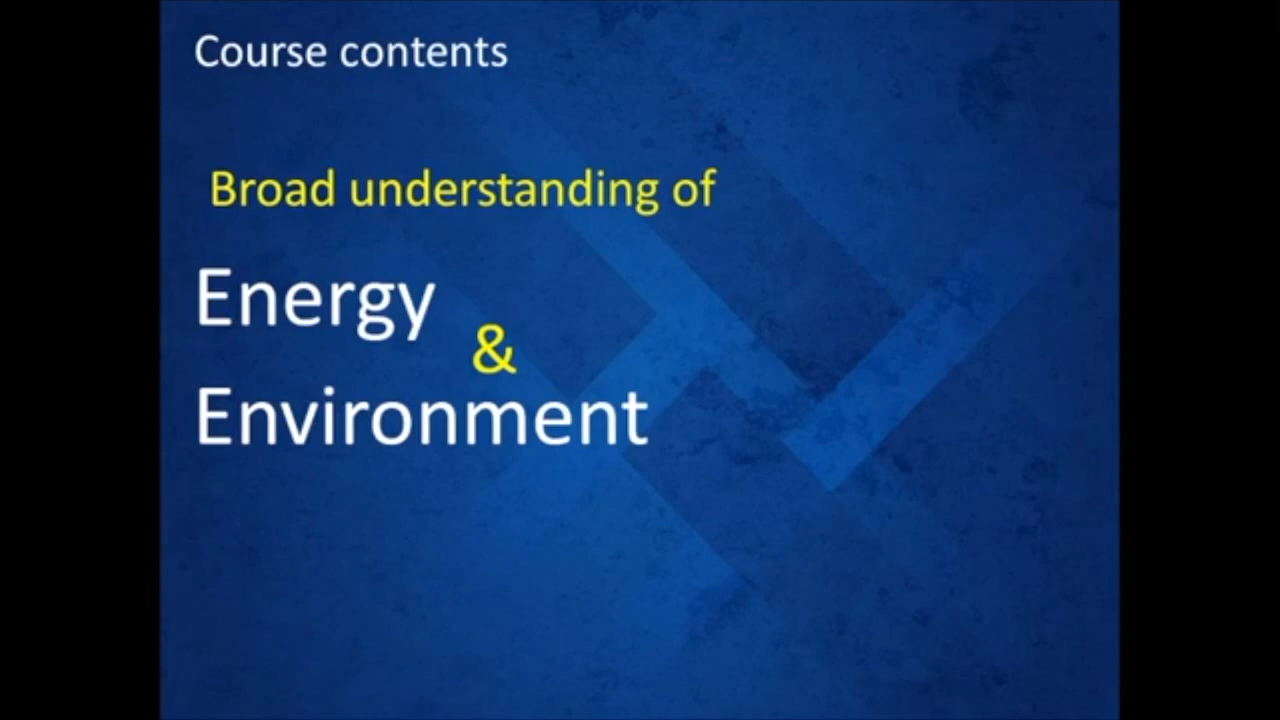 Course contents
Broad understanding of
Energy
&
Environment